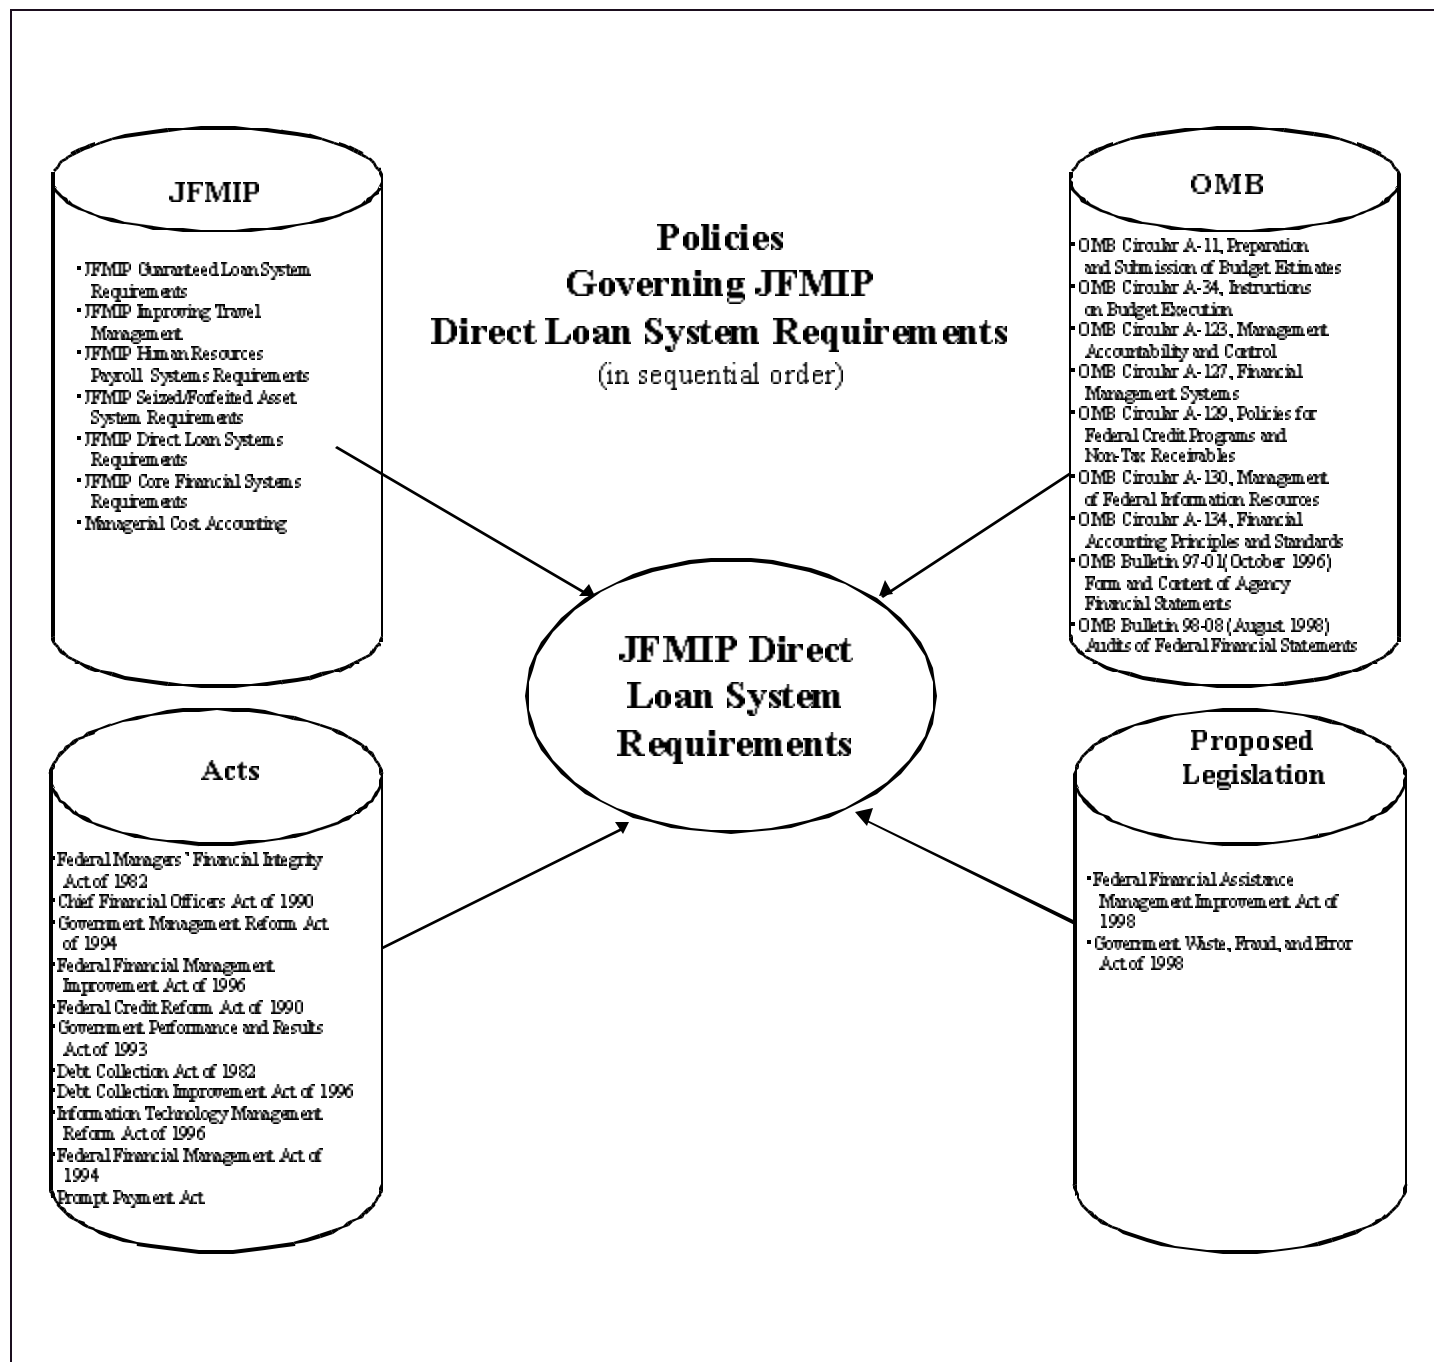 JFMIP
• JFMIP Guaranteed Loan System
Requirements
• JFMIP Improving Travel
Management
• JFMIP Human Resources
Payroll Systems Requirements
• JFMIP Seized/Forfeited Asset
System Requirements
• JFMIP Direct Loan Systems
Requirements
• JFMIP Core Financial Systems
Requirements
• Managerial Cost Accounting
Policies
Governing JFMIP
Direct Loan System Requirements
(in sequential order)
OMB
• OMB Circular A-11, Preparation
and Submission of Budget Estimates
• OMB Circular A-34, Instructions
on Budget Execution
• OMB Circular A-123, Management
Accountability and Control
• OMB Circular A-127, Financial
Management Systems
• OMB Circular A-129, Policies for
Federal Credit Programs and
Non-Tax Receivables
• OMB Circular A-130, Management
of Federal Information Resources
• OMB Circular A-134, Financial
Accounting Principles and Standards
• OMB Bulletin 97-01(October 1996)
Form and Content of Agency
Financial Statements
• OMB Bulletin 98-08 (August 1998)
Audits of Federal Financial Statements
JFMIP Direct
Loan System
Requirements
Acts
• Federal Managers' Financial Integrity
Act of 1982
• Chief Financial Officers Act of 1990
• Government Management Reform Act
of 1994
• Federal Financial Management
Improvement Act of 1996
• Federal Credit Reform Act of 1990
• Government Performance and Results
Act of 1993
• Debt Collection Act of 1982
• Debt Collection Improvement Act of 1996
• Information Technology Management
Reform Act of 1996
• Federal Financial Management Act of
1994
• Prompt Payment Act
Proposed
Legislation
• Federal Financial Assistance
Management Improvement Act of
1998
• Government Waste, Fraud, and Error
Act of 1998